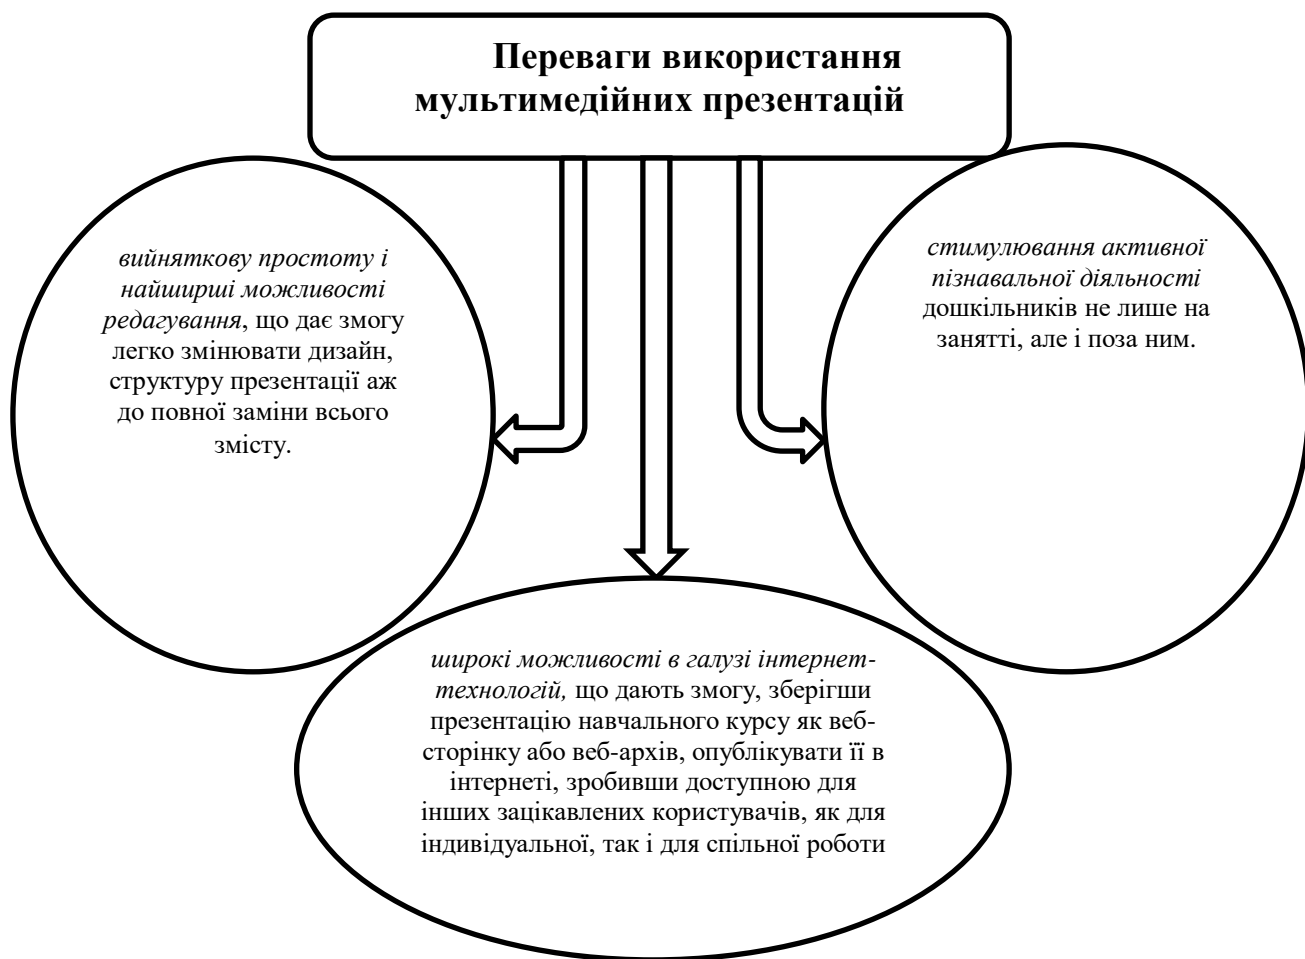 Переваги використання
мультимедійних презентацій
вийняткову простоту і
найширші можливості
редагування, що дає змогу
легко змінювати дизайн,
структуру презентації аж
до повної заміни всього
змісту.
стимулювання активної
пізнавальної діяльності
дошкільників не лише на
занятті, але і поза ним.
широкі можливості в галузі інтернет-
технологій, що дають змогу, зберігши
презентацію навчального курсу як веб-
сторінку або веб-архів, опублікувати її в
інтернеті, зробивши доступною для
інших зацікавлених користувачів, як для
індивідуальної, так і для спільної роботи